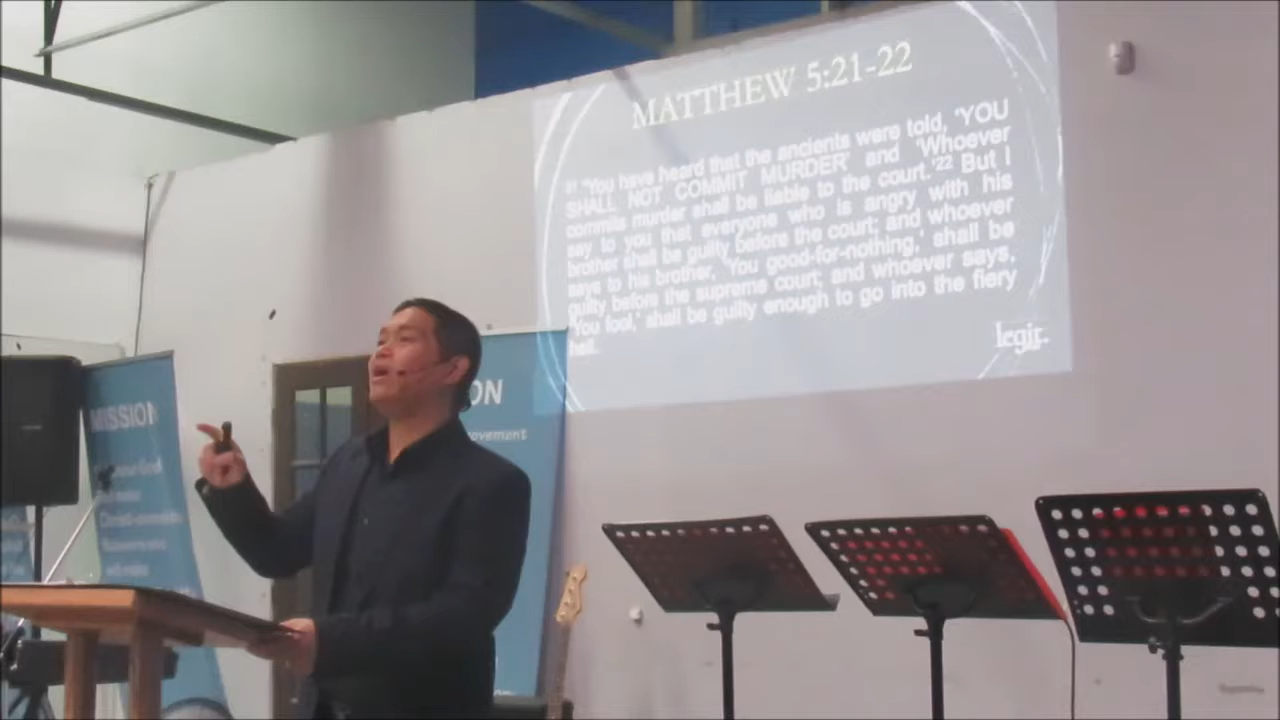 MATTHEW 5:21-22
21 "You have heard that the ancients were told, 'YOU
SHALL NOT COMMIT MURDER' and 'Whoever
commits murder shall be liable to the court.'22 But I
say to you that everyone who is angry with his
brother shall be guilty before the court; and whoever
says to his brother, 'You good-for-nothing,' shall be
guilty before the supreme court; and whoever says,
'You fool,' shall be guilty enough to go into the fiery
hell.
legit.
MISSION
ON
ovement